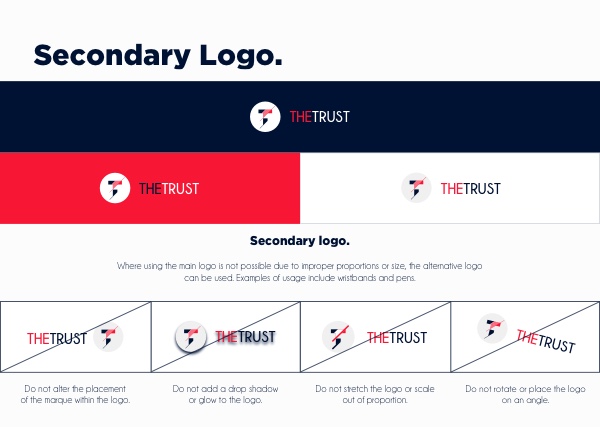 Secondary Logo.
THETRUST
THETRUST
THETRUST
Secondary logo.
Where using the main logo is not possible due to improper proportions or size, the alternative logo
can be used. Examples of usage include wristbands and pens.
THETRUST
THETRUST
THETRUST
THETRUST
Do not alter the placement
of the marque within the logo.
Do not add a drop shadow
or glow to the logo.
Do not stretch the logo or scale
out of proportion.
Do not rotate or place the logo
on an angle.